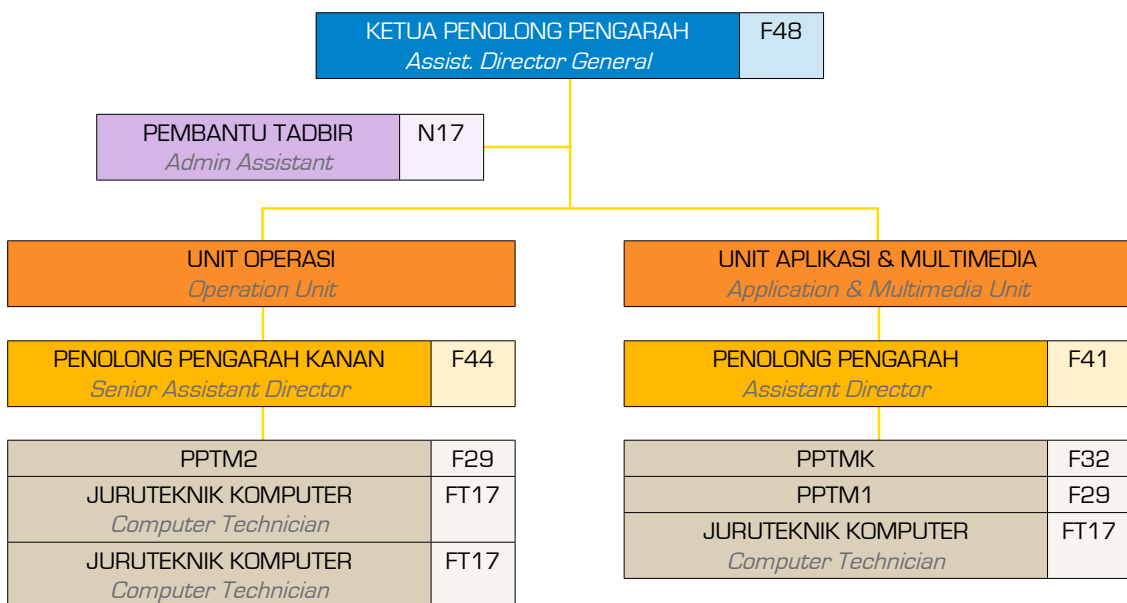 KETUA PENOLONG PENGARAH F48
Assist. Director General
PEMBANTU TADBIR N17
Admin Assistant
UNIT OPERASI
Operation Unit
PENOLONG PENGARAH KANAN F44
Senior Assistant Director
PPTM2 F29
JURUTEKNIK KOMPUTER FT17
Computer Technician
JURUTEKNIK KOMPUTER FT17
Computer Technician
UNIT APLIKASI & MULTIMEDIA
Application & Multimedia Unit
PENOLONG PENGARAH F41
Assistant Director
PPTMK F32
PPTM1 F29
JURUTEKNIK KOMPUTER FT17
Computer Technician